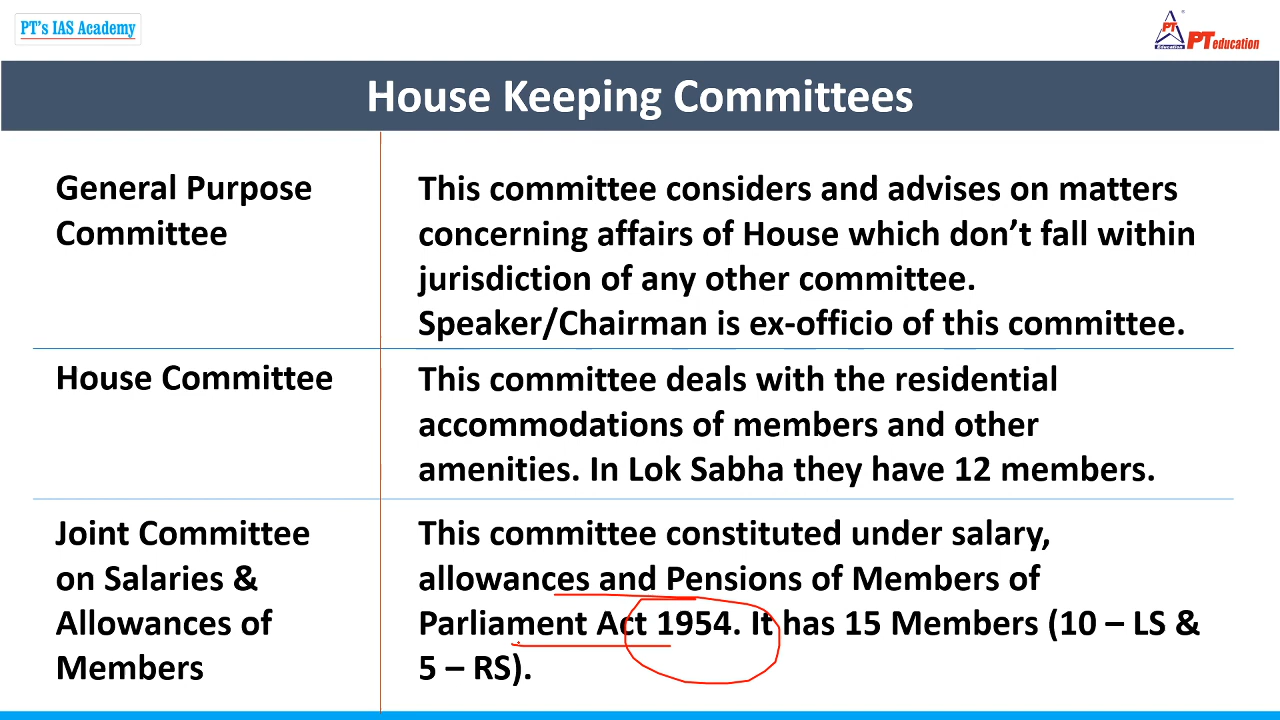 PT's IAS Academy
PT
Education
PT education
House Keeping Committees
General Purpose
Committee
This committee considers and advises on matters
concerning affairs of House which don't fall within
jurisdiction of any other committee.
Speaker/Chairman is ex-officio of this committee.
House Committee
This committee deals with the residential
accommodations of members and other
amenities. In Lok Sabha they have 12 members.
Joint Committee
on Salaries &
Allowances of
Members
This committee constituted under salary,
allowances and Pensions of Members of
Parliament Act 1954. It has 15 Members (10 – LS &
5 – RS).